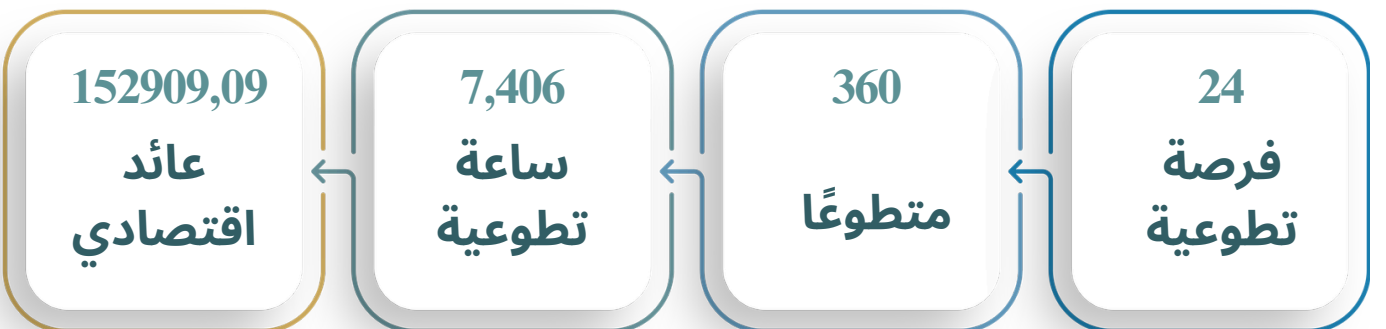 24
فرصة
تطوعية
360
متطوعًا
7,406
ساعة
تطوعية
152909,09
عائد
اقتصادي